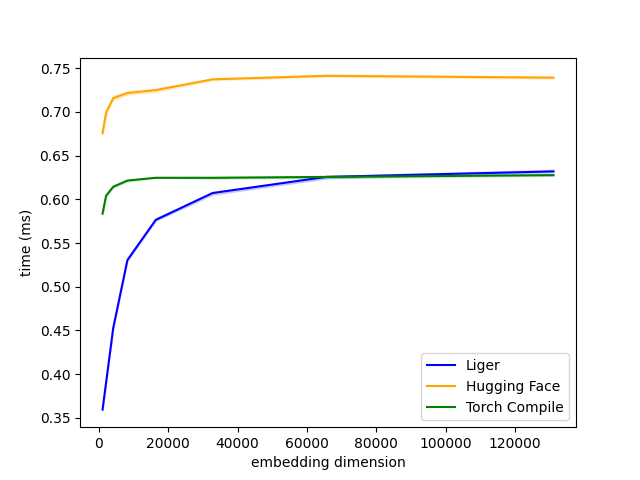 0.75
0.70
0.65
0.60
0.55
0.50
0.45
0.40
0.35
time (ms)
0 20000 40000 60000 80000 100000 120000
embedding dimension
Liger
Hugging Face
Torch Compile